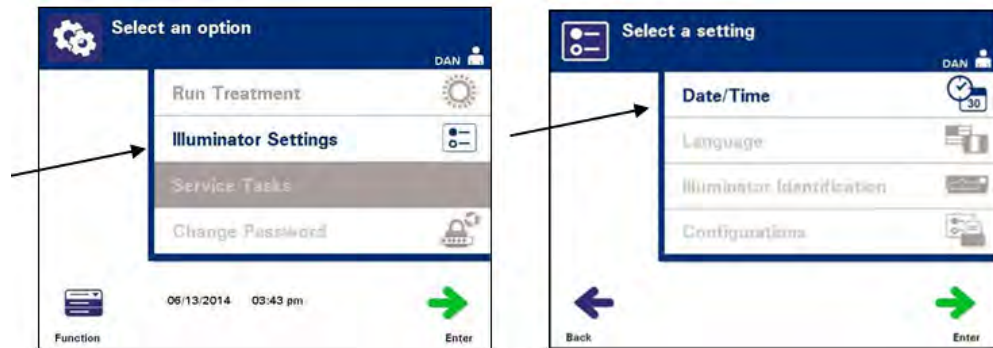 Select an option
DAN
Run Treatment
Illuminator Settings
Service Tasks
Change Password
06/13/2014 03:43 pm
Function
Enter
Select a setting
DAN
Date/Time
30
Language
Illuminator Identification
Configurations
Back
Enter